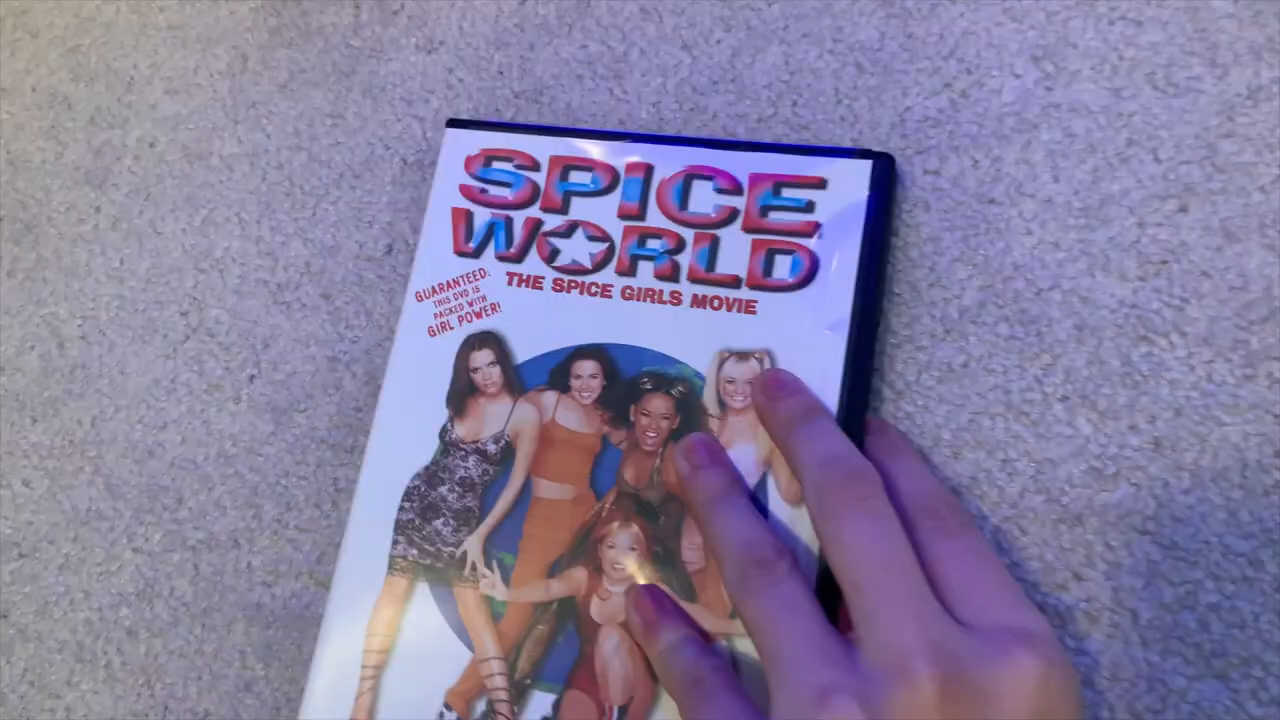 SPICE
WORLD
THE SPICE GIRLS MOVIE
GUARANTEED:
THIS DVD IS
PACKED WITH
GIRL POWER!